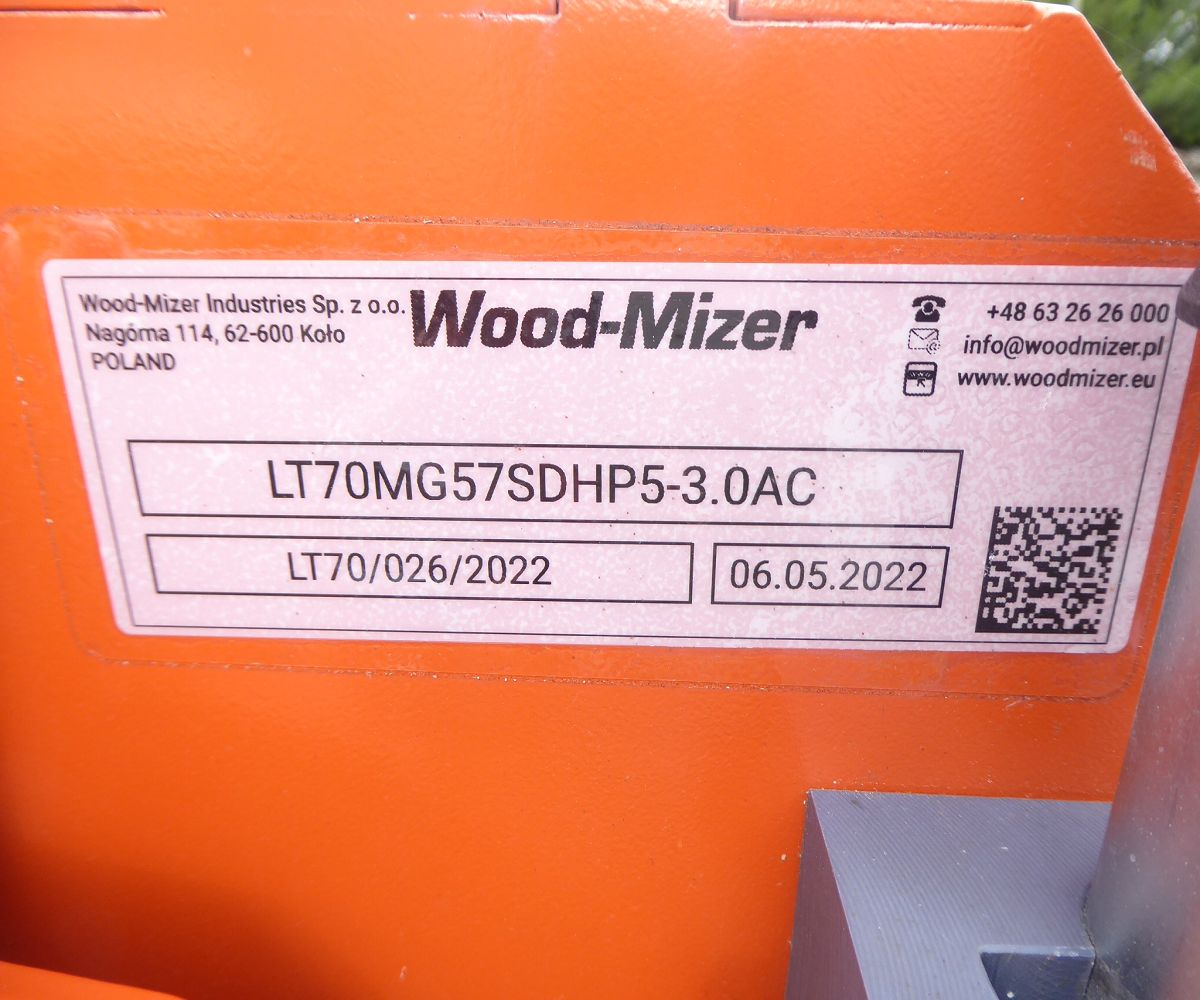 Wood-Mizer Industries Sp. z o.o.
Nagórna 114, 62-600 Koło
POLAND
Wood-Mizer
+48 63 26 26 000
info@woodmizer.pl
www.woodmizer.eu
LT70MG57SDHP5-3.0AC
LT70/026/2022
06.05.2022